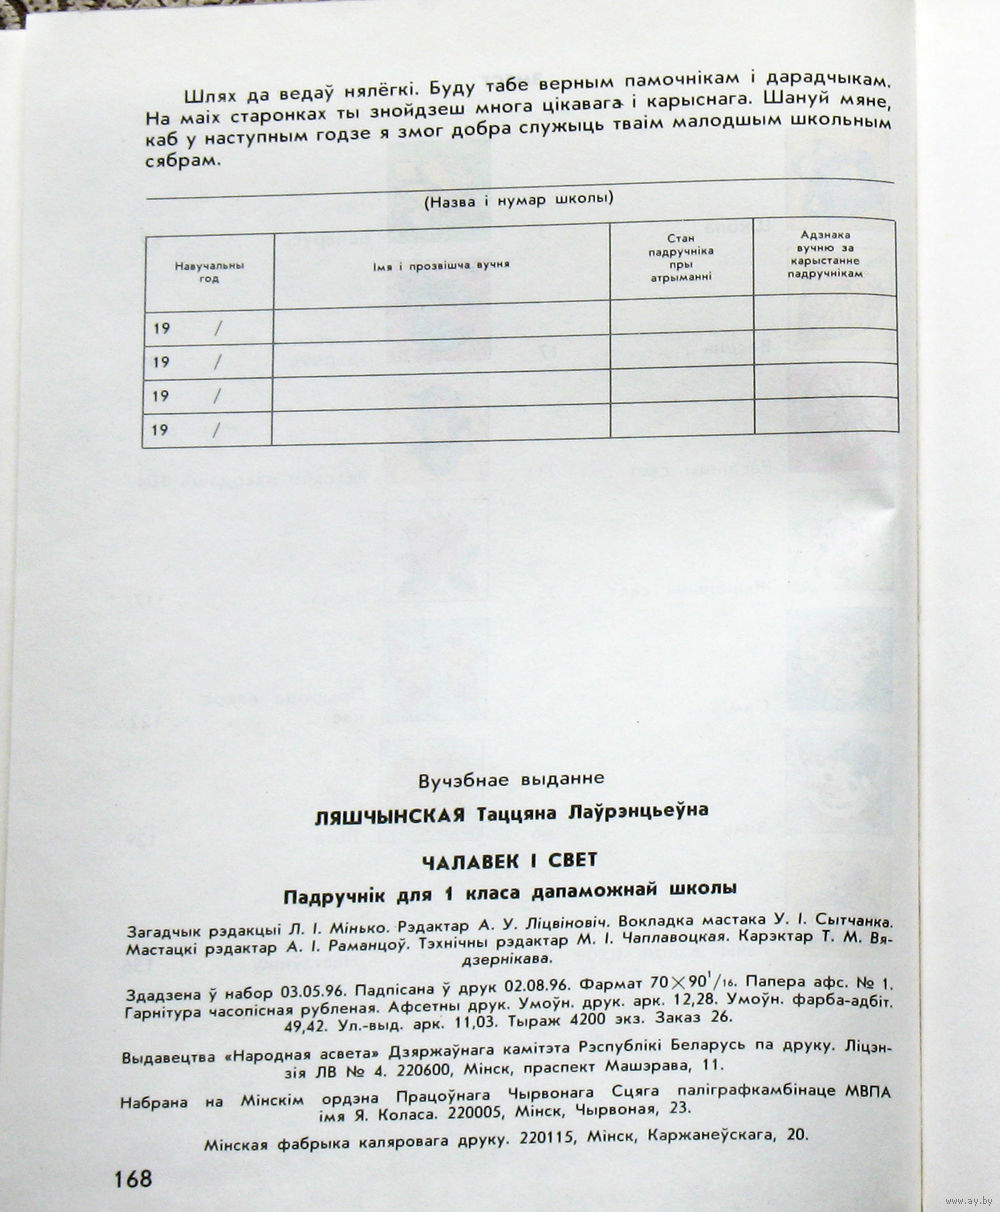 Шлях да ведаў нялёгкі. Буду табе верным памочнікам і дарадчыкам.
На маіх старонках ты знойдзеш многа цікавага і карыснага. Шануй мяне,
каб у наступным годзе я змог добра служыць тваім малодшым школьным
сябрам.
(Назва і нумар школы)
Навучальны
год
Імя і прозвішча вучня
Стан
падручніка
пры
атрыманні
Адзнака
вучню за
карыстанне
падручнікам
19 /
19 /
19 /
19 /
Вучэбнае выданне
ЛЯШЧЫНСКАЯ Таццяна Лаўрэнцьеўна
ЧАЛАВЕК І СВЕТ
Падручнік для 1 класа дапаможнай школы
Загадчык рэдакцыі Л. І. Мінько. Рэдактар А. У. Ліцвіновіч. Вокладка мастака У. І. Сытчанка.
Мастацкі рэдактар А. І. Раманцоў. Тэхнічны рэдактар М. І. Чаплавоцкая. Карэктар Т. М. Вя-
дзернікава.
Здадзена ў набор 03.05.96. Падпісана ў друк 02.08.96. Фармат 70×90¹/₁₆. Папера афс. № 1.
Гарнітура часопісная рубленая. Афсетны друк. Умоўн. друк. арк. 12,28. Умоўн. фарба-адбіт.
49,42. Ул.-выд. арк. 11,03. Тыраж 4200 экз. Заказ 26.
Выдавецтва «Народная асвета» Дзяржаўнага камітэта Рэспублікі Беларусь па друку. Ліцэн-
зія ЛВ № 4. 220600, Мінск, праспект Машэрава, 11.
Набрана на Мінскім ордэна Працоўнага Чырвонага Сцяга паліграфкамбінаце МВПА
імя Я. Коласа. 220005, Мінск, Чырвоная, 23.
Мінская фабрыка каляровага друку. 220115, Мінск, Каржанеўскага, 20.
168
www.ay.by